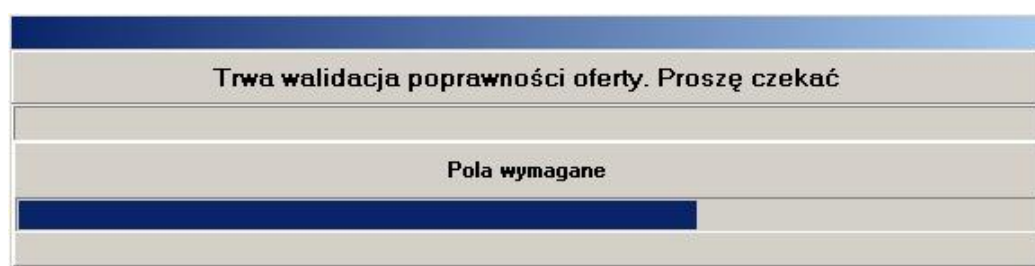 Trwa walidacja poprawności oferty. Proszę czekać
Pola wymagane